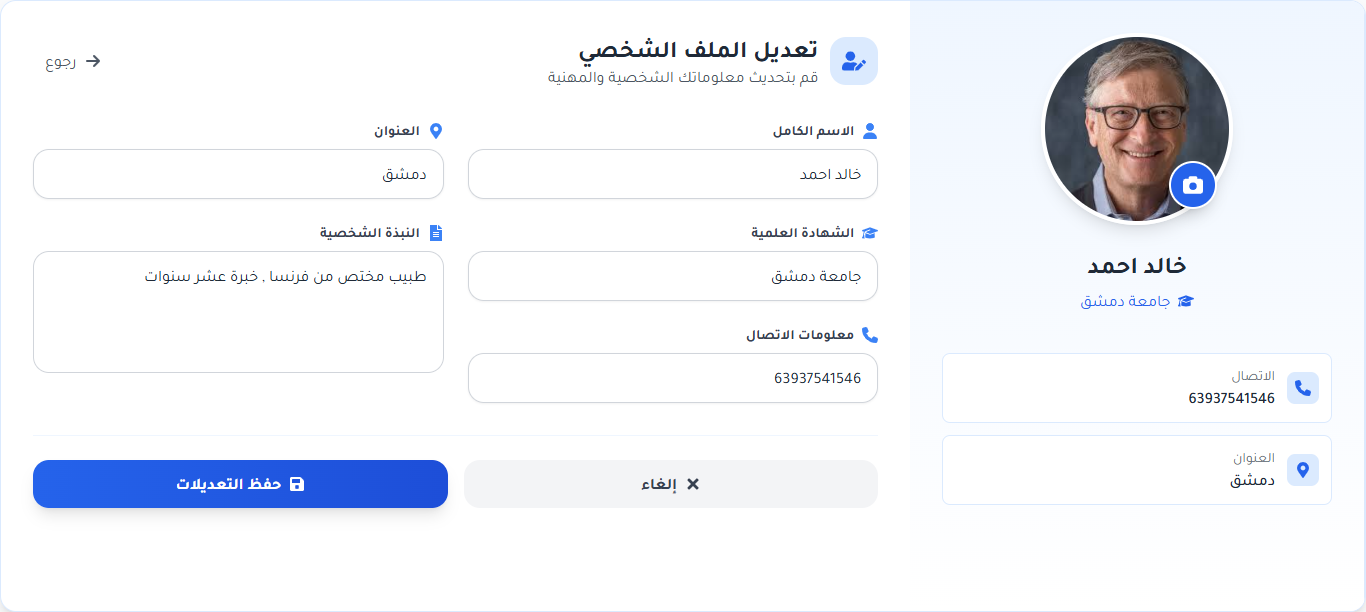 خالد احمد
جامعة دمشق
الاتصال
63937541546
العنوان
دمشق
تعديل الملف الشخصي
قم بتحديث معلوماتك الشخصية والمهنية
رجوع
الاسم الكامل
خالد احمد
العنوان
دمشق
الشهادة العلمية
جامعة دمشق
النبذة الشخصية
طبيب مختص من فرنسا , خبرة عشر سنوات
معلومات الاتصال
63937541546
إلغاء
حفظ التعديلات